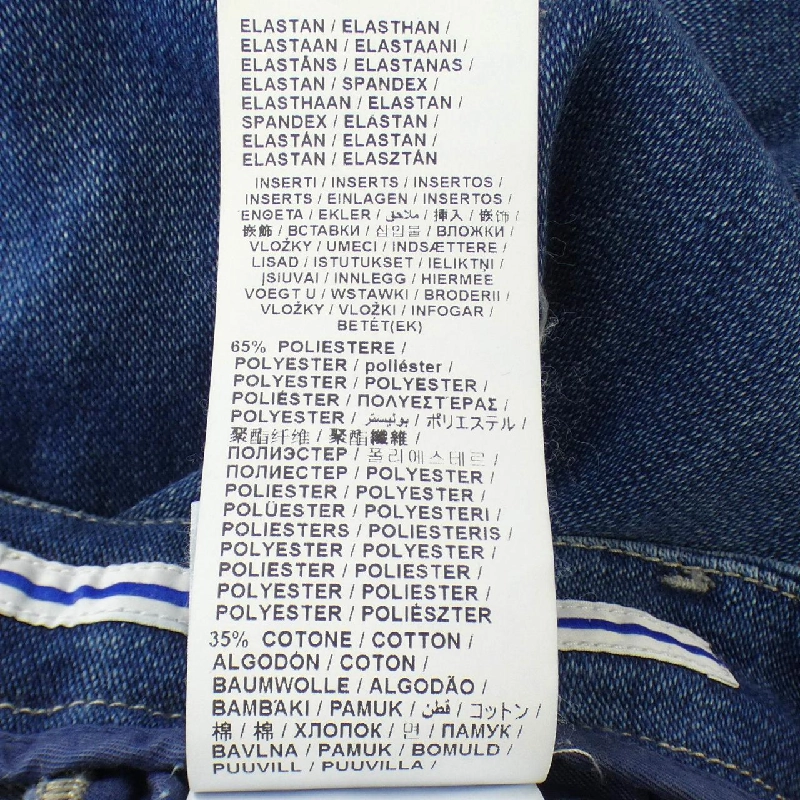 ELASTAN / ELASTHAN /
ELASTAAN / ELASTAANI /
ELASTĀNS / ELASTANAS /
ELASTAN / SPANDEX /
ELASTHAAN / ELASTAN /
SPANDEX / ELASTAN /
ELASTÁN / ELASTAN /
ELASTAN / ELASZTÁN
INSERTI / INSERTS / INSERTOS /
INSERTS / EINLAGEN / INSERTOS /
ΈΝΘΕΤΑ / EKLER / ملاحق / 挿入 / 嵌饰 /
嵌飾 / ВСТАВКИ / 삽입물 / ВЛОЖКИ /
VLOŽKY / UMECI / INDSÆTTERE /
LISAD / ISTUTUKSET / IELIKTŅI /
ĮSIUVAI / INNLEGG / HIERMEE
VOEGT U / WSTAWKI / BRODERII /
VLOŽKY / VLOŽKI / INFOGAR /
BETÉT(EK)
65% POLIESTERE /
POLYESTER / poliéster /
POLYESTER / POLYESTER /
POLIÉSTER / ΠΟΛΥΕΣΤΈΡΑΣ /
POLYESTER / بوليستر / ポリエステル /
聚酯纤维 / 聚酯纖維 /
ПОЛИЭСТЕР / 폴리에스테르 /
ПОЛИЕСТЕР / POLYESTER /
POLIESTER / POLYESTER /
POLÜESTER / POLYESTERI /
POLIESTERS / POLIESTERIS /
POLYESTER / POLYESTER /
POLIESTER / POLIESTER /
POLYESTER / POLIESTER /
POLYESTER / POLIÉSZTER
35% COTONE / COTTON /
ALGODÓN / COTON /
BAUMWOLLE / ALGODÃO /
ΒΑΜΒΆΚΙ / PAMUK / قطن / コットン /
棉 / 棉 / ХЛОПОК / 면 / ПАМУК /
BAVLNA / PAMUK / BOMULD /
PUUVILL / PUUVILLA /